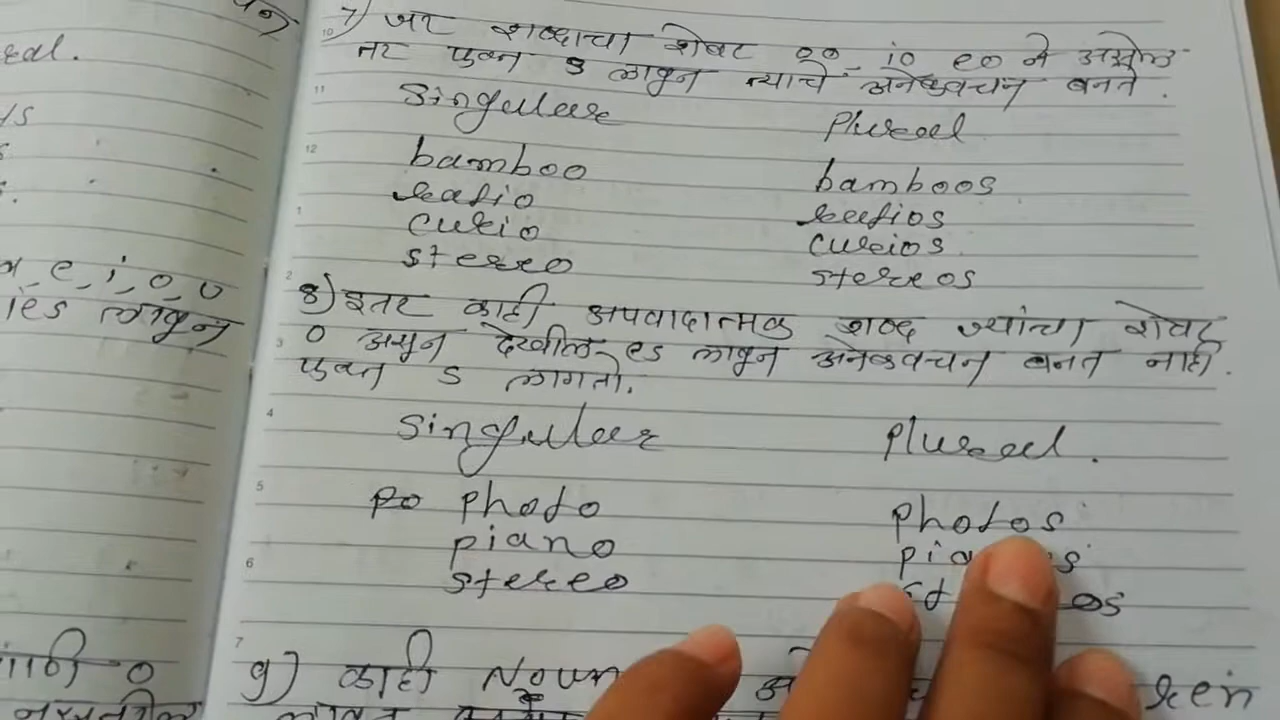 7) जर शब्दाचा शेवट oo, io eo ने असेल
तर फुक्त s लावून त्याचे अनेकवचन बनते.
Singular Plural
bamboo bamboos
radio radios
curio curios
stereo stereos
8) इतर काही अपवादात्मक शब्द ज्यांचा शेवट
o असून देखील es लावून अनेकवचन बनत नाही.
फुक्त s लागतो.
Singular Plural.
photo photos
piano
stereo
9) काही Noun
eal.
e, i, o, u
ies लावून